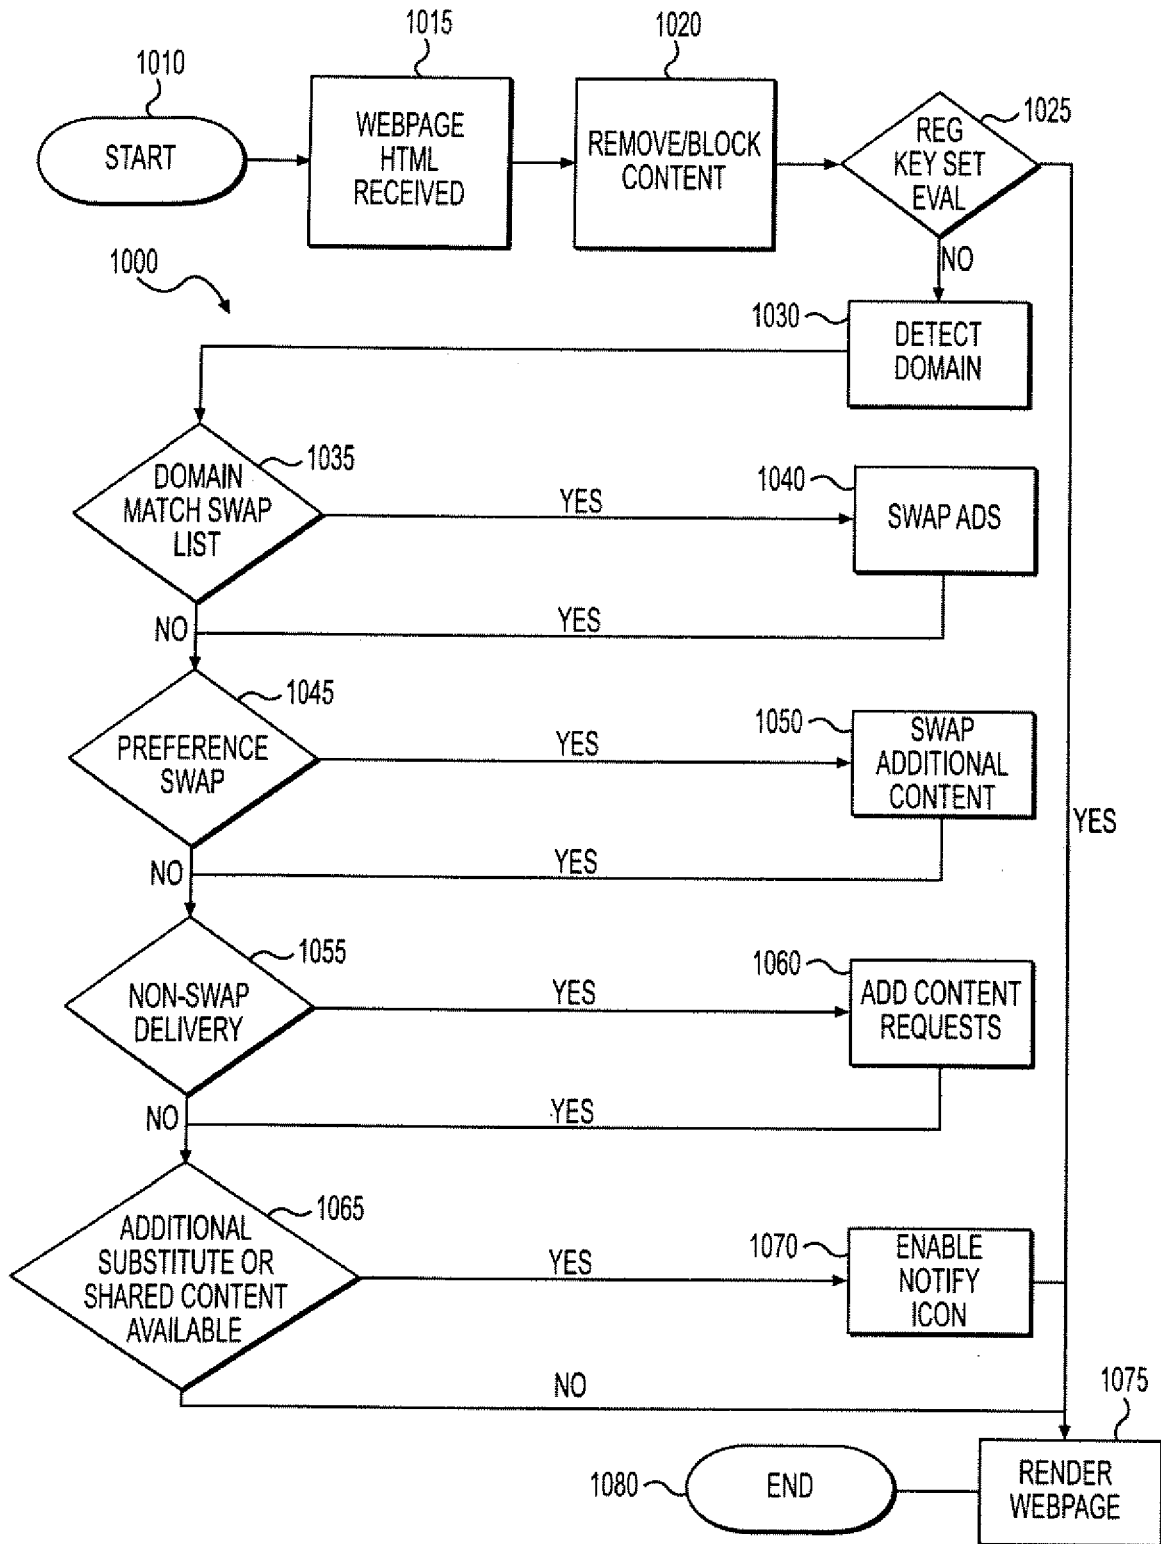 1010
START
1015
WEBPAGE
HTML
RECEIVED
1020
REMOVE/BLOCK
CONTENT
1025
REG
KEY SET
EVAL
NO
YES
1000
1030
DETECT
DOMAIN
1035
DOMAIN
MATCH SWAP
LIST
YES
1040
SWAP ADS
NO
YES
1045
PREFERENCE
SWAP
YES
1050
SWAP
ADDITIONAL
CONTENT
NO
YES
1055
NON-SWAP
DELIVERY
YES
1060
ADD CONTENT
REQUESTS
NO
YES
1065
ADDITIONAL
SUBSTITUTE OR
SHARED CONTENT
AVAILABLE
YES
1070
ENABLE
NOTIFY
ICON
NO
1075
RENDER
WEBPAGE
1080
END